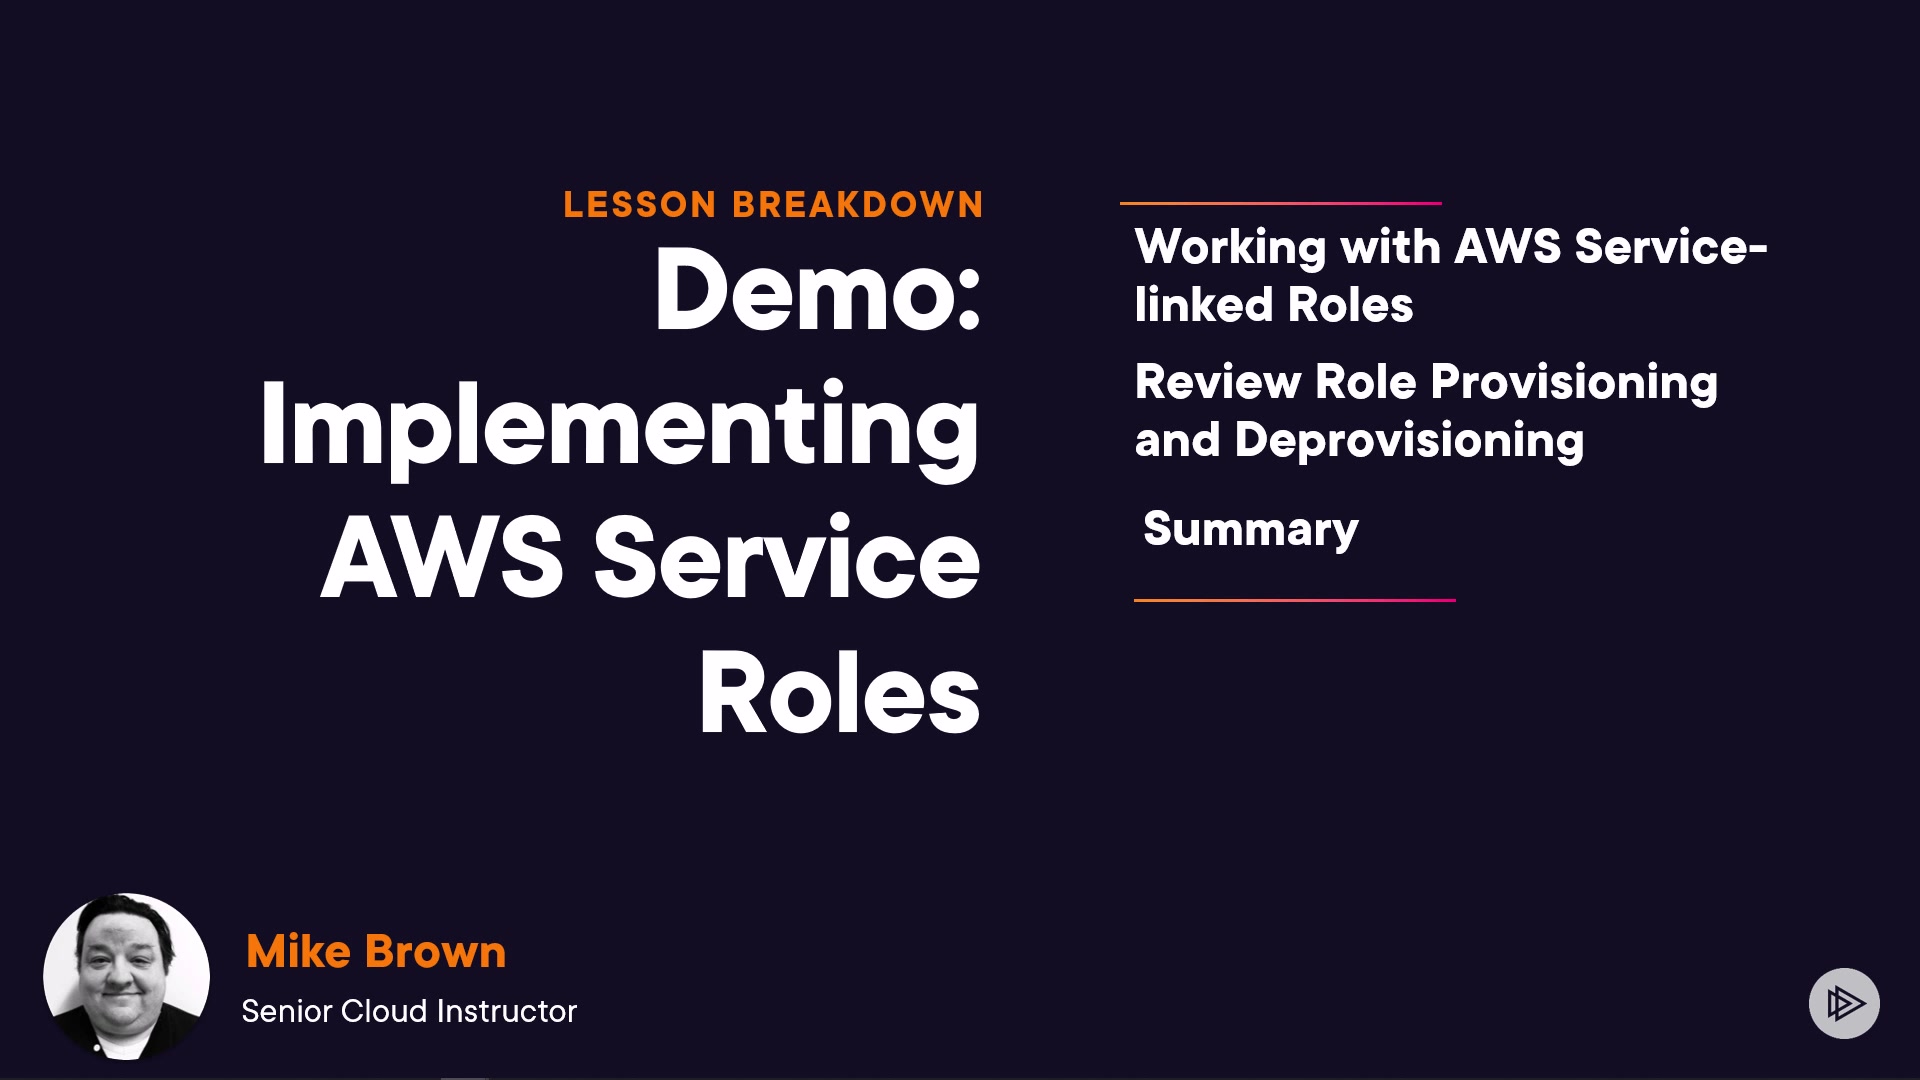 LESSON BREAKDOWN
Demo:
Implementing
AWS Service
Roles
Working with AWS Service-
linked Roles
Review Role Provisioning
and Deprovisioning
Summary
Mike Brown
Senior Cloud Instructor